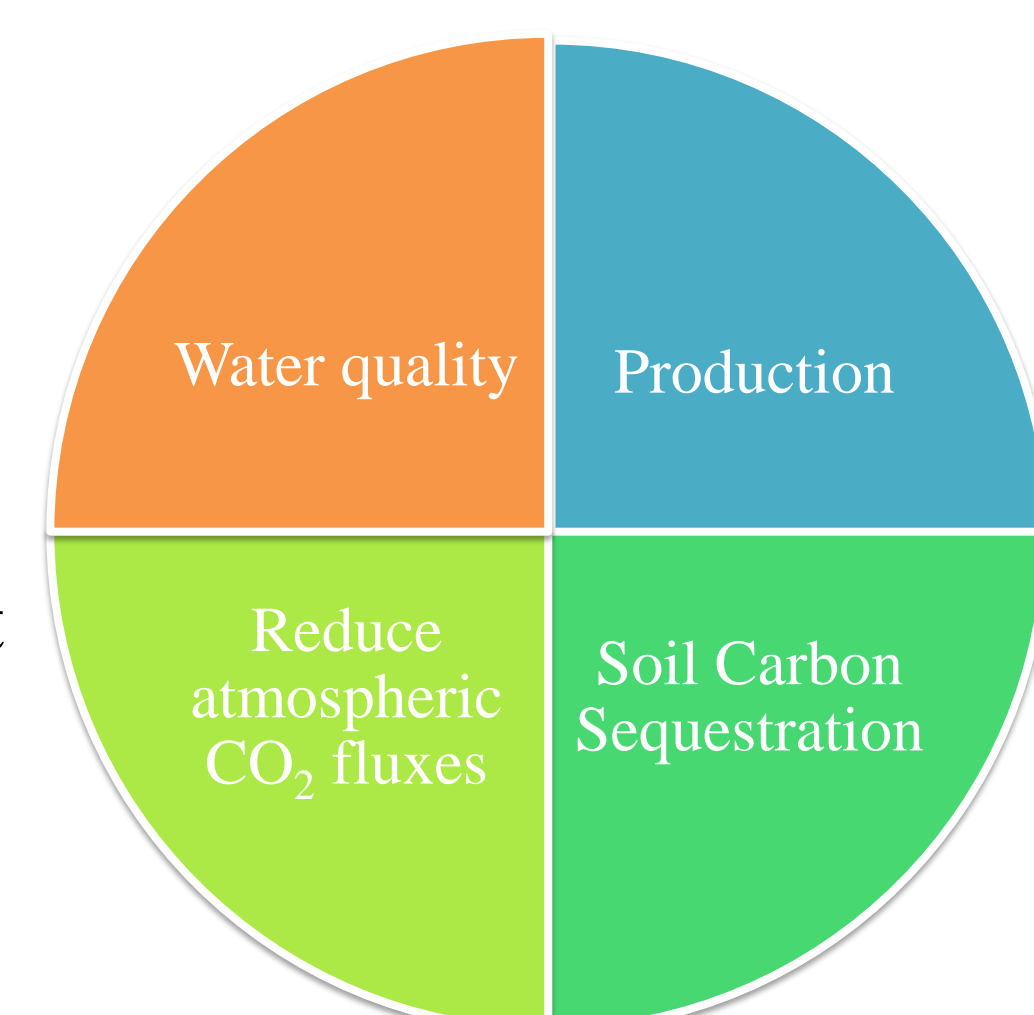 Water quality
Production
Reduce
atmospheric
CO₂ fluxes
Soil Carbon
Sequestration